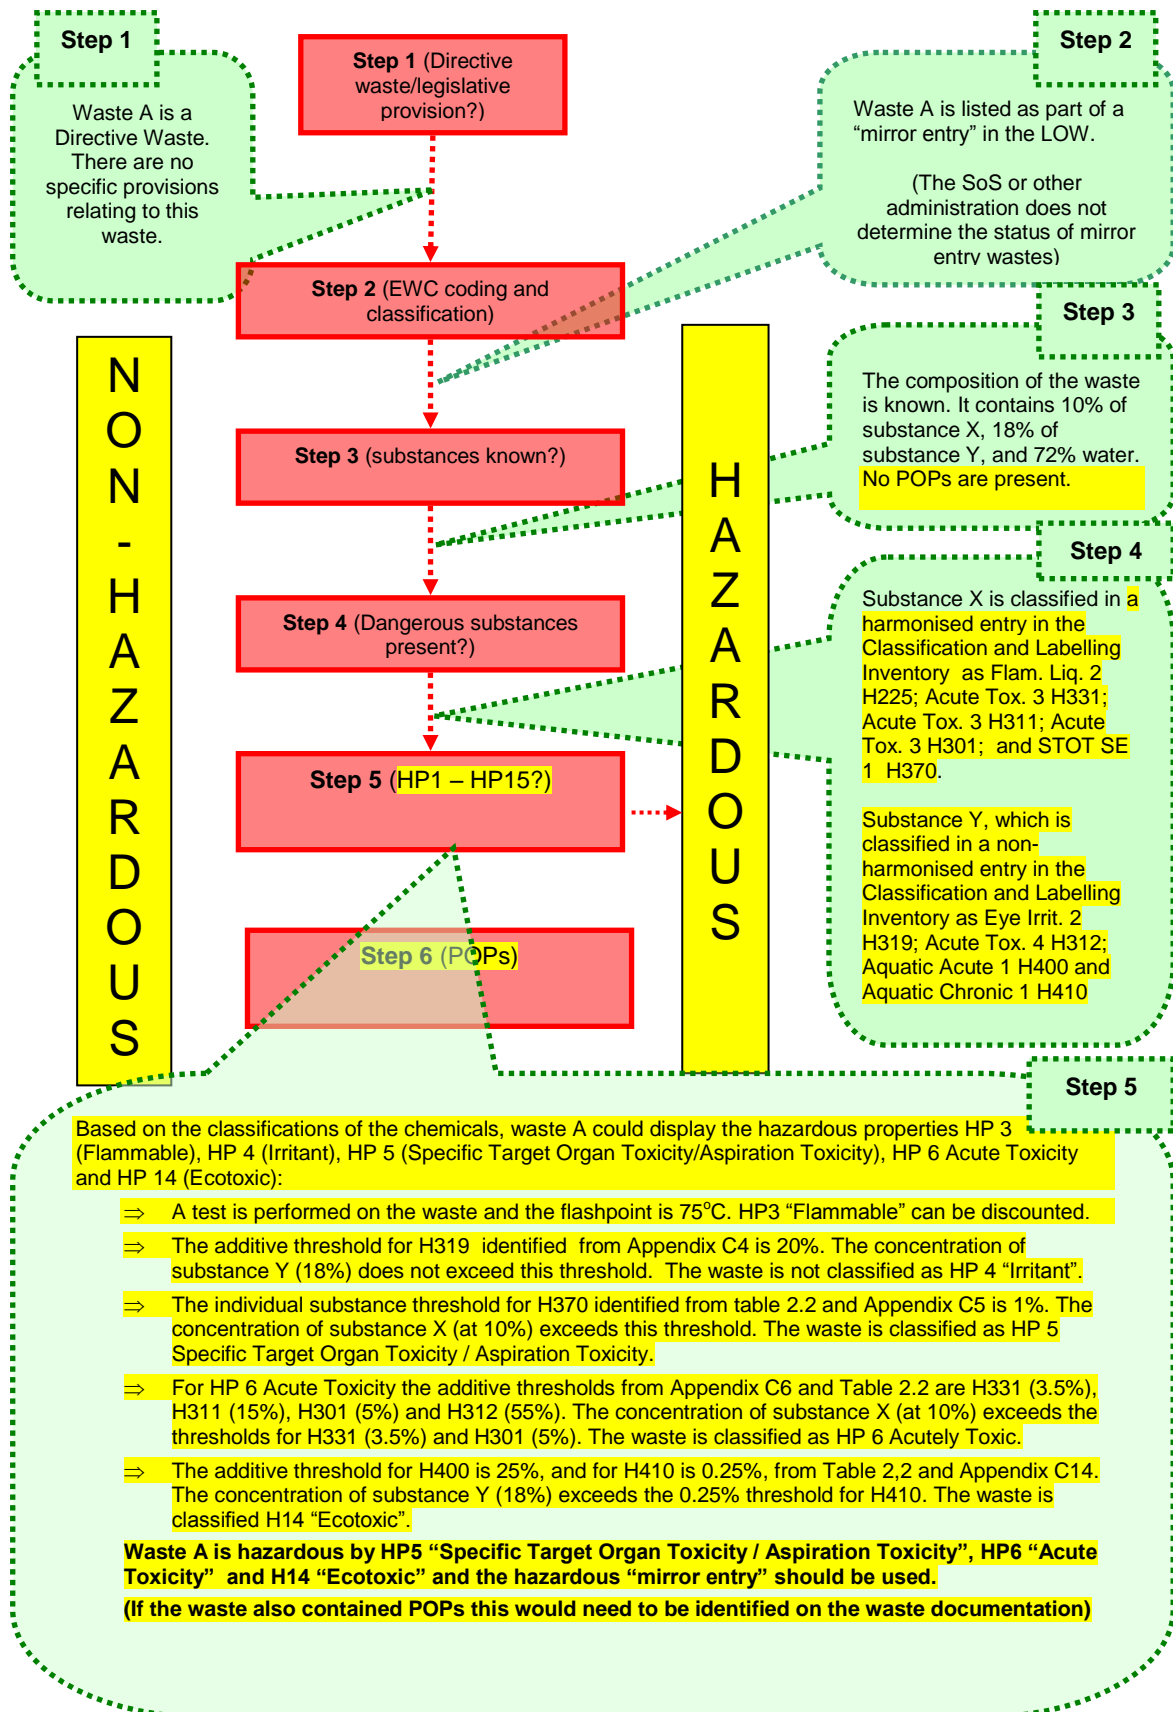 Step 1
Waste A is a
Directive Waste.
There are no
specific provisions
relating to this
waste.
Step 1 (Directive
waste/legislative
provision?)
Step 2
Waste A is listed as part of a
“mirror entry” in the LOW.
(The SoS or other
administration does not
determine the status of mirror
entry wastes)
Step 2 (EWC coding and
classification)
Step 3
The composition of the waste
is known. It contains 10% of
substance X, 18% of
substance Y, and 72% water.
No POPs are present.
Step 3 (substances known?)
Step 4
Substance X is classified in a
harmonised entry in the
Classification and Labelling
Inventory as Flam. Liq. 2
H225; Acute Tox. 3 H331;
Acute Tox. 3 H311; Acute
Tox. 3 H301; and STOT SE
1 H370.
Substance Y, which is
classified in a non-
harmonised entry in the
Classification and Labelling
Inventory as Eye Irrit. 2
H319; Acute Tox. 4 H312;
Aquatic Acute 1 H400 and
Aquatic Chronic 1 H410
Step 4 (Dangerous substances
present?)
Step 5 (HP1 – HP15?)
Step 6 (POPs)
N
O
N
-
H
A
Z
A
R
D
O
U
S
H
A
Z
A
R
D
O
U
S
Step 5
Based on the classifications of the chemicals, waste A could display the hazardous properties HP 3
(Flammable), HP 4 (Irritant), HP 5 (Specific Target Organ Toxicity/Aspiration Toxicity), HP 6 Acute Toxicity
and HP 14 (Ecotoxic):
⇒ A test is performed on the waste and the flashpoint is 75°C. HP3 “Flammable” can be discounted.
⇒ The additive threshold for H319 identified from Appendix C4 is 20%. The concentration of
substance Y (18%) does not exceed this threshold. The waste is not classified as HP 4 “Irritant”.
⇒ The individual substance threshold for H370 identified from table 2.2 and Appendix C5 is 1%. The
concentration of substance X (at 10%) exceeds this threshold. The waste is classified as HP 5
Specific Target Organ Toxicity / Aspiration Toxicity.
⇒ For HP 6 Acute Toxicity the additive thresholds from Appendix C6 and Table 2.2 are H331 (3.5%),
H311 (15%), H301 (5%) and H312 (55%). The concentration of substance X (at 10%) exceeds the
thresholds for H331 (3.5%) and H301 (5%). The waste is classified as HP 6 Acutely Toxic.
⇒ The additive threshold for H400 is 25%, and for H410 is 0.25%, from Table 2,2 and Appendix C14.
The concentration of substance Y (18%) exceeds the 0.25% threshold for H410. The waste is
classified H14 “Ecotoxic”.
Waste A is hazardous by HP5 “Specific Target Organ Toxicity / Aspiration Toxicity”, HP6 “Acute
Toxicity” and H14 “Ecotoxic” and the hazardous “mirror entry” should be used.
(If the waste also contained POPs this would need to be identified on the waste documentation)